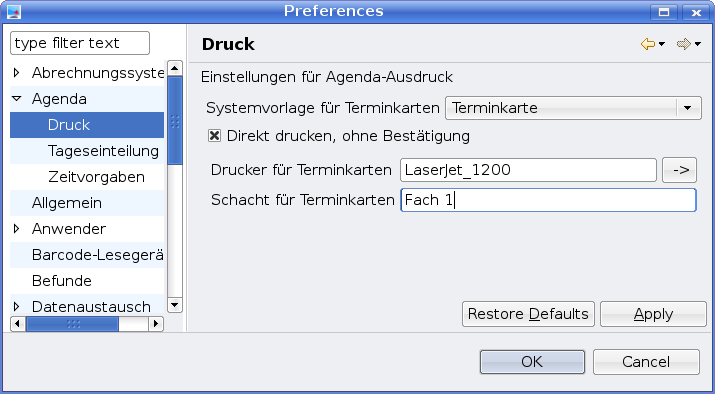 Preferences
type filter text
Abrechnungssyste
Agenda
Druck
Tageseinteilung
Zeitvorgaben
Allgemein
Anwender
Barcode-Lesegerä
Befunde
Datenaustausch
Druck
Einstellungen für Agenda-Ausdruck
Systemvorlage für Terminkarten Terminkarte
Direkt drucken, ohne Bestätigung
Drucker für Terminkarten LaserJet_1200 ->
Schacht für Terminkarten Fach 1
Restore Defaults Apply
OK Cancel